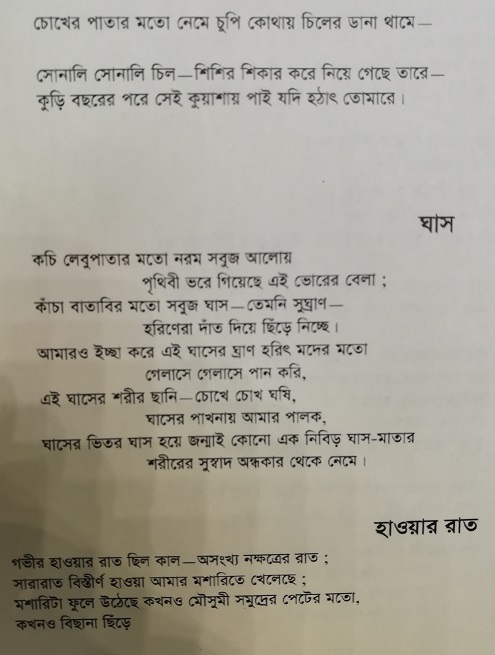 চোখের পাতার মতো নেমে চুপি কোথায় চিলের ডানা থামে—
সোনালি সোনালি চিল—শিশির শিকার করে নিয়ে গেছে তারে—
কুড়ি বছরের পরে সেই কুয়াশায় পাই যদি হঠাৎ তোমারে।
ঘাস
কচি লেবুপাতার মতো নরম সবুজ আলোয়
পৃথিবী ভরে গিয়েছে এই ভোরের বেলা;
কাঁচা বাতাবির মতো সবুজ ঘাস—তেমনি সুঘ্রাণ—
হরিণেরা দাঁত দিয়ে ছিঁড়ে নিচ্ছে।
আমারও ইচ্ছা করে এই ঘাসের ঘ্রাণ হরিৎ মদের মতো
গেলাসে গেলাসে পান করি,
এই ঘাসের শরীর ছানি—চোখে চোখ ঘষি,
ঘাসের পাখনায় আমার পালক,
ঘাসের ভিতর ঘাস হয়ে জন্মাই কোনো এক নিবিড় ঘাস-মাতার
শরীরের সুস্বাদ অন্ধকার থেকে নেমে।
হাওয়ার রাত
গভীর হাওয়ার রাত ছিল কাল—অসংখ্য নক্ষত্রের রাত;
সারারাত বিস্তীর্ণ হাওয়া আমার মশারিতে খেলেছে;
মশারিটা ফুলে উঠেছে কখনও মৌসুমী সমুদ্রের পেটের মতো,
কখনও বিছানা ছিঁড়ে